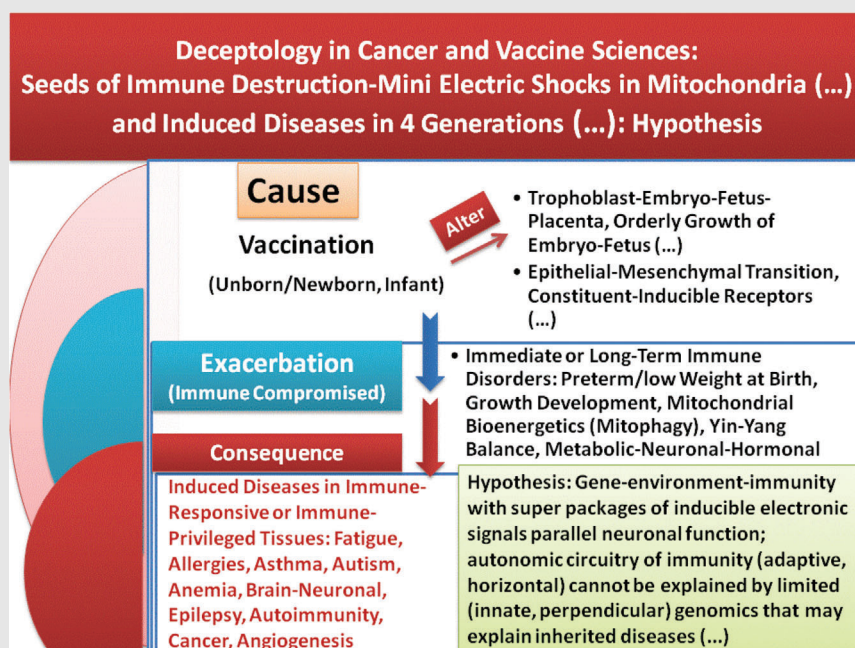 Deceptology in Cancer and Vaccine Sciences:
Seeds of Immune Destruction-Mini Electric Shocks in Mitochondria (...)
and Induced Diseases in 4 Generations (...): Hypothesis
Cause
Vaccination
(Unborn/Newborn, Infant)
Alter
• Trophoblast-Embryo-Fetus-
Placenta, Orderly Growth of
Embryo-Fetus (...)
• Epithelial-Mesenchymal Transition,
Constituent-Inducible Receptors
(...)
Exacerbation
(Immune Compromised)
• Immediate or Long-Term Immune
Disorders: Preterm/low Weight at Birth,
Growth Development, Mitochondrial
Bioenergetics (Mitophagy), Yin-Yang
Balance, Metabolic-Neuronal-Hormonal
Consequence
Induced Diseases in Immune-
Responsive or Immune-
Privileged Tissues: Fatigue,
Allergies, Asthma, Autism,
Anemia, Brain-Neuronal,
Epilepsy, Autoimmunity,
Cancer, Angiogenesis
Hypothesis: Gene-environment-immunity
with super packages of inducible electronic
signals parallel neuronal function;
autonomic circuitry of immunity (adaptive,
horizontal) cannot be explained by limited
(innate, perpendicular) genomics that may
explain inherited diseases (...)